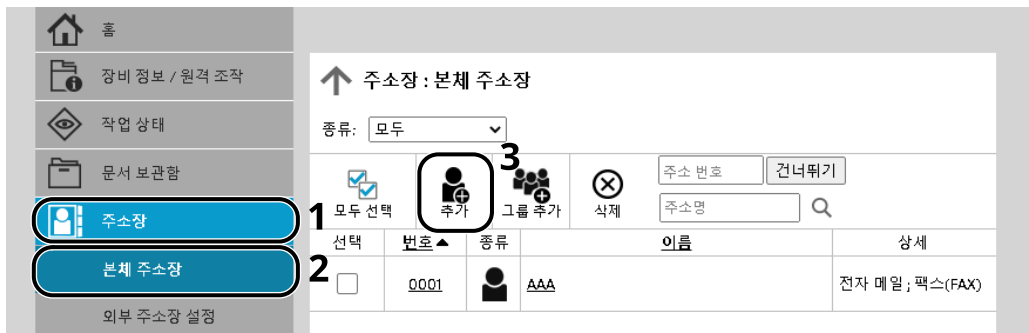 홈
장비 정보 / 원격 조작
작업 상태
문서 보관함
주소장
1
본체 주소장
2
외부 주소장 설정
주소장 : 본체 주소장
종류: 모두
3
모두 선택
추가
그룹 추가
삭제
주소 번호 건너뛰기
주소명
선택 번호▲ 종류 이름 상세
0001 AAA 전자 메일 ; 팩스(FAX)